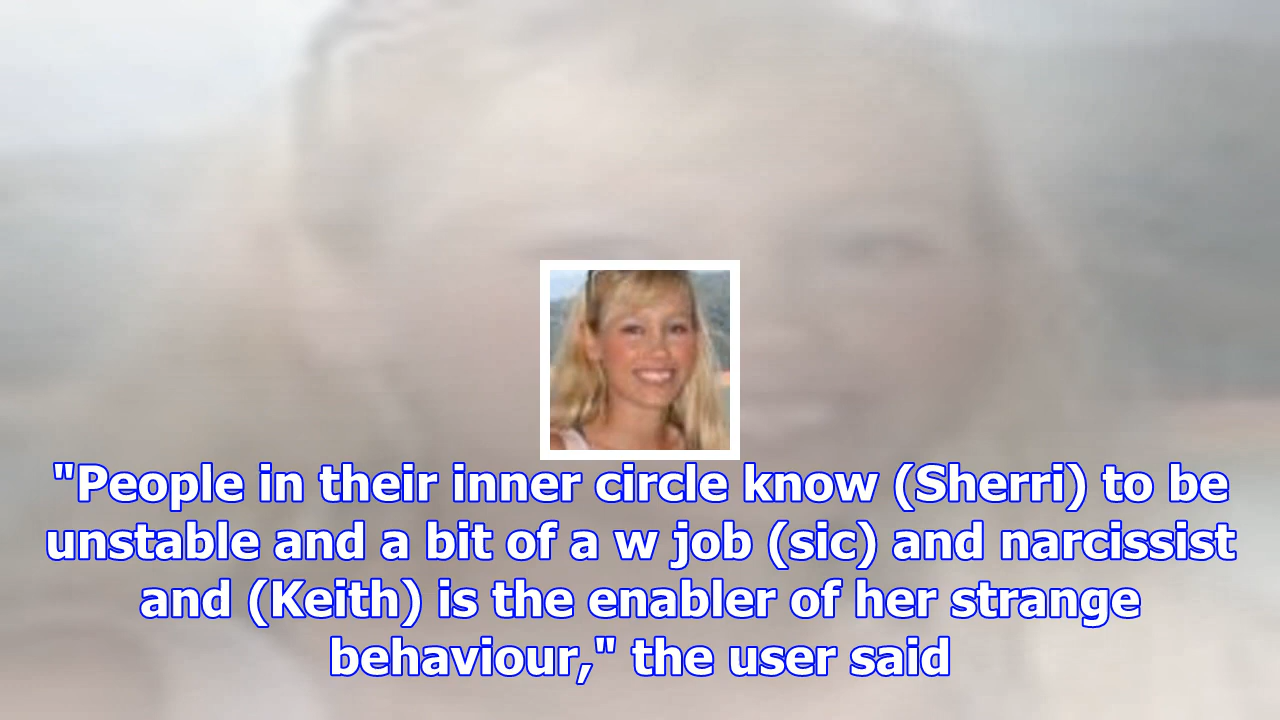 "People in their inner circle know (Sherri) to be
unstable and a bit of a w job (sic) and narcissist
and (Keith) is the enabler of her strange
behaviour," the user said